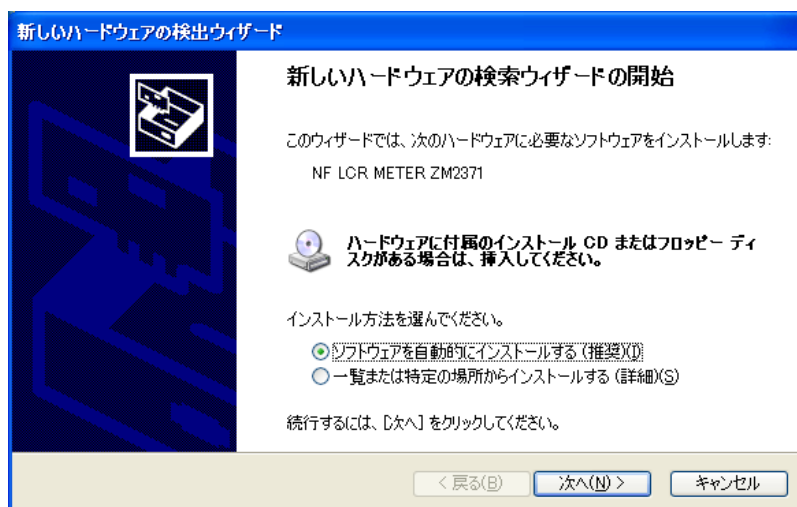 新しいハードウェアの検出ウィザード
新しいハードウェアの検索ウィザードの開始
このウィザードでは、次のハードウェアに必要なソフトウェアをインストールします:
NF LCR METER ZM2371
ハードウェアに付属のインストール CD またはフロッピー ディ
スクがある場合は、挿入してください。
インストール方法を選んでください。
ソフトウェアを自動的にインストールする (推奨)(I)
一覧または特定の場所からインストールする (詳細)(S)
続行するには、[次へ] をクリックしてください。
< 戻る(B) 次へ(N) > キャンセル